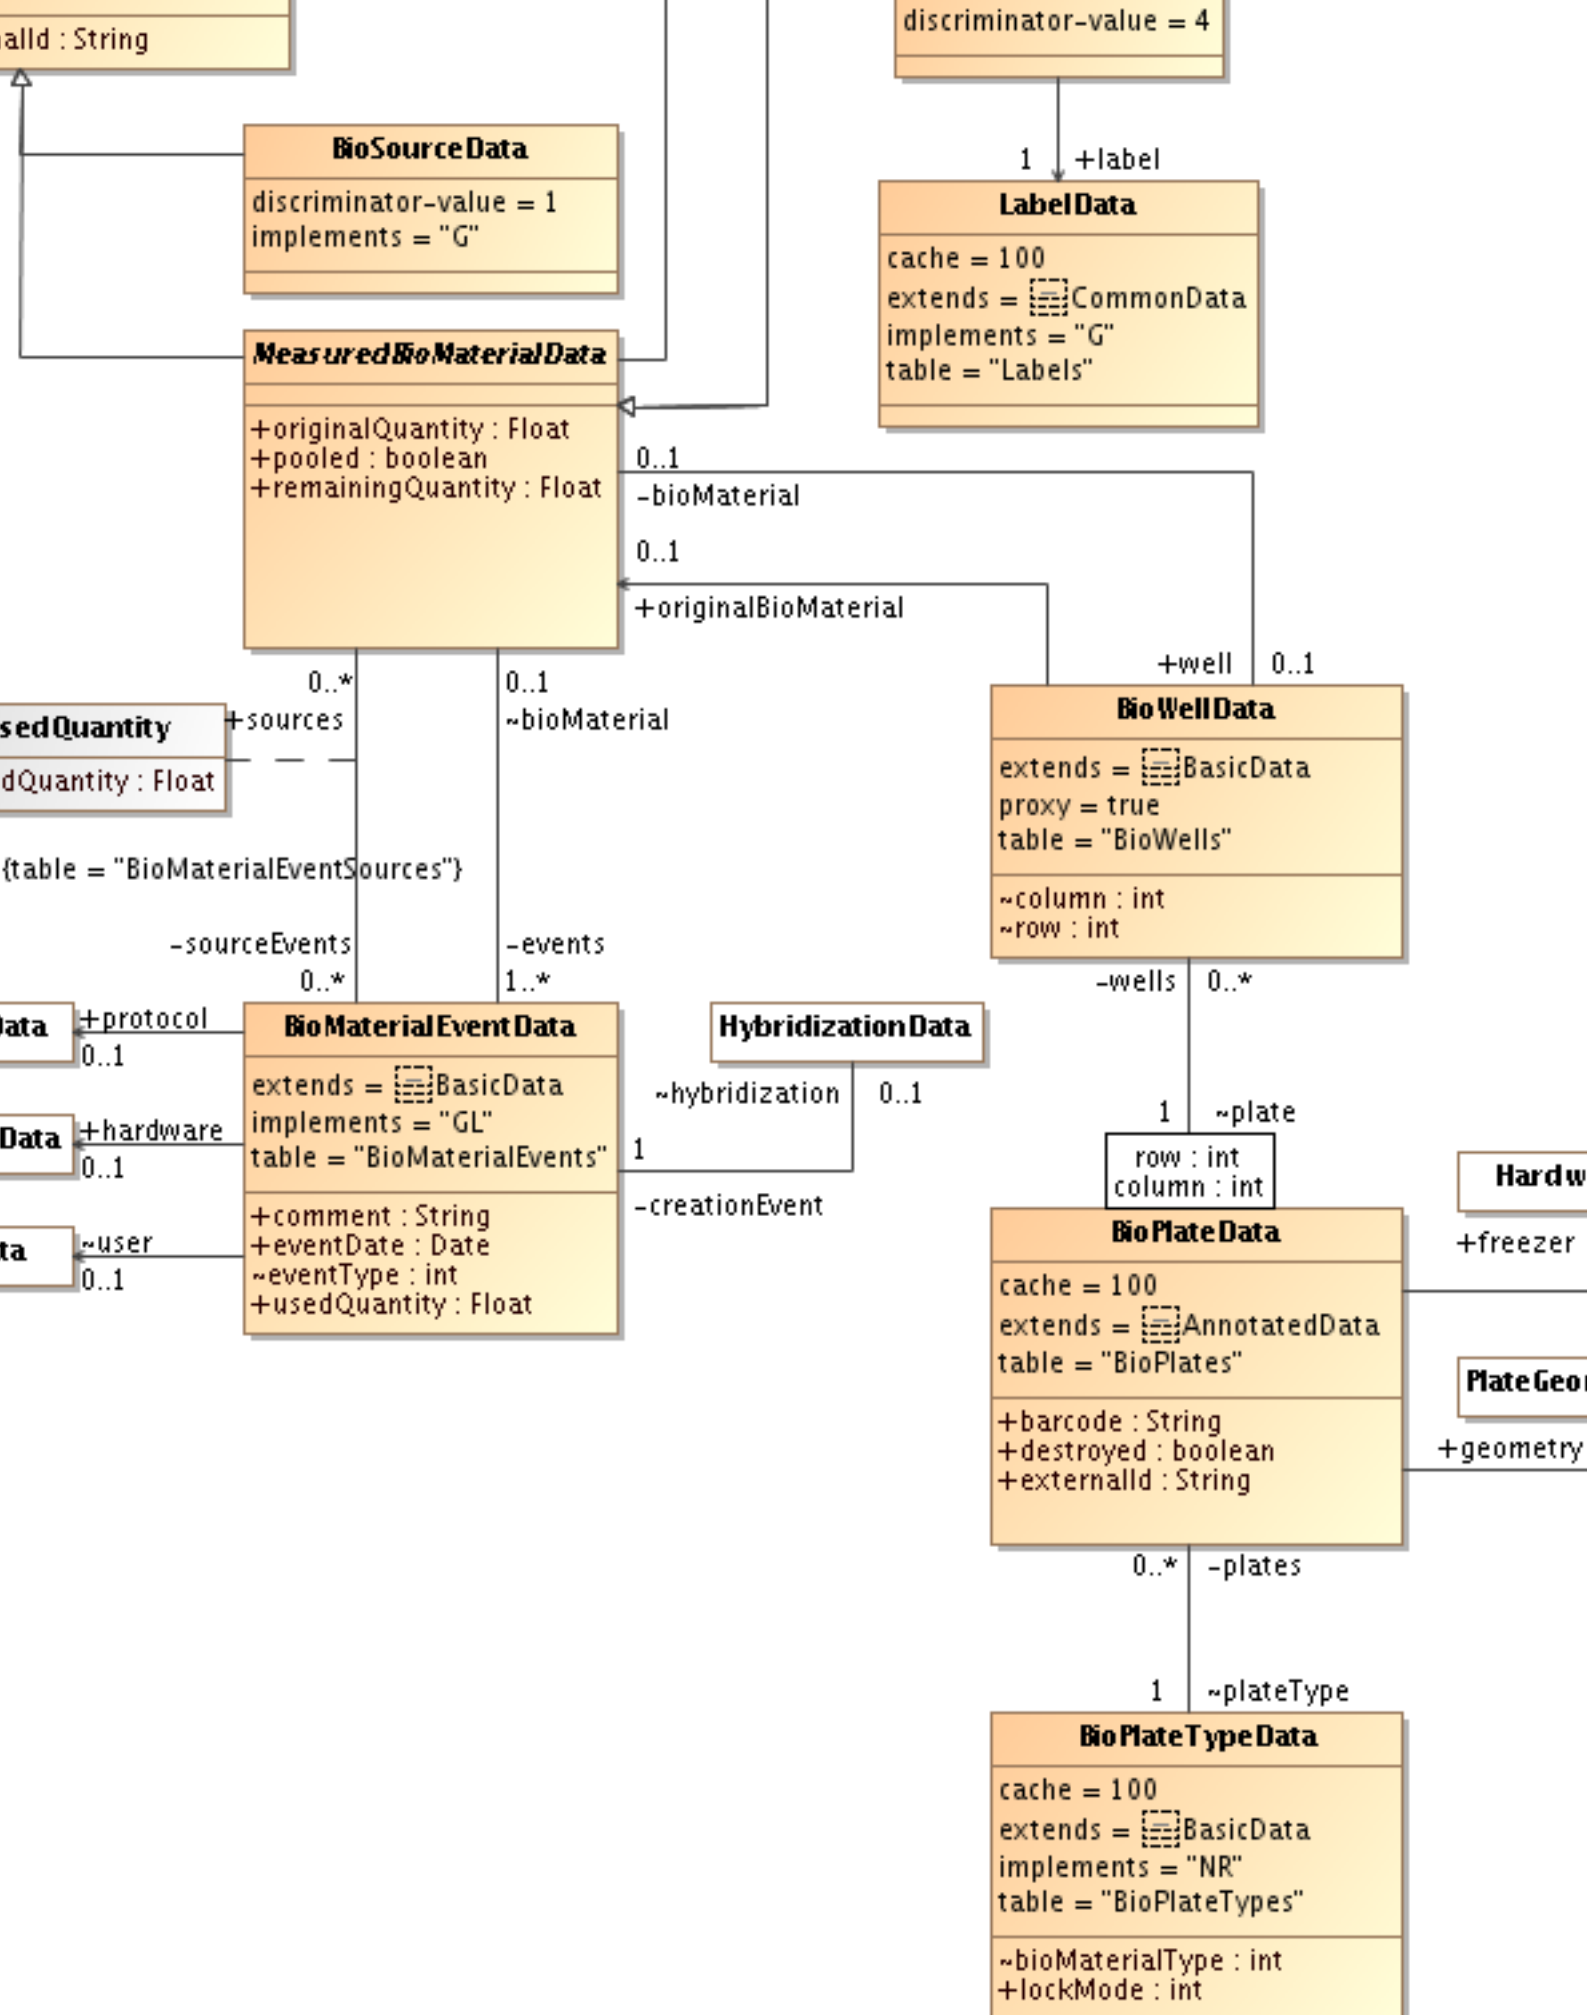 nalId : String
discriminator-value = 4
BioSourceData
discriminator-value = 1
implements = "G"
1 +label
LabelData
cache = 100
extends = CommonData
implements = "G"
table = "Labels"
MeasuredBioMaterialData
+originalQuantity : Float
+pooled : boolean
+remainingQuantity : Float
0..1
-bioMaterial
0..1
+originalBioMaterial
+well 0..1
0..*
+sources
0..1
~bioMaterial
sedQuantity
dQuantity : Float
{table = "BioMaterialEventSources"}
-sourceEvents
0..*
-events
1..*
BioWellData
extends = BasicData
proxy = true
table = "BioWells"
~column : int
~row : int
-wells 0..*
1 ~plate
row : int
column : int
Data
+protocol
0..1
Data
+hardware
0..1
ta
~user
0..1
BioMaterialEventData
extends = BasicData
implements = "GL"
table = "BioMaterialEvents"
+comment : String
+eventDate : Date
~eventType : int
+usedQuantity : Float
HybridizationData
~hybridization 0..1
1
-creationEvent
BioPlateData
cache = 100
extends = AnnotatedData
table = "BioPlates"
+barcode : String
+destroyed : boolean
+externalId : String
Hardw
+freezer
PlateGeo
+geometry
0..* -plates
1 ~plateType
BioPlateTypeData
cache = 100
extends = BasicData
implements = "NR"
table = "BioPlateTypes"
~bioMaterialType : int
+lockMode : int